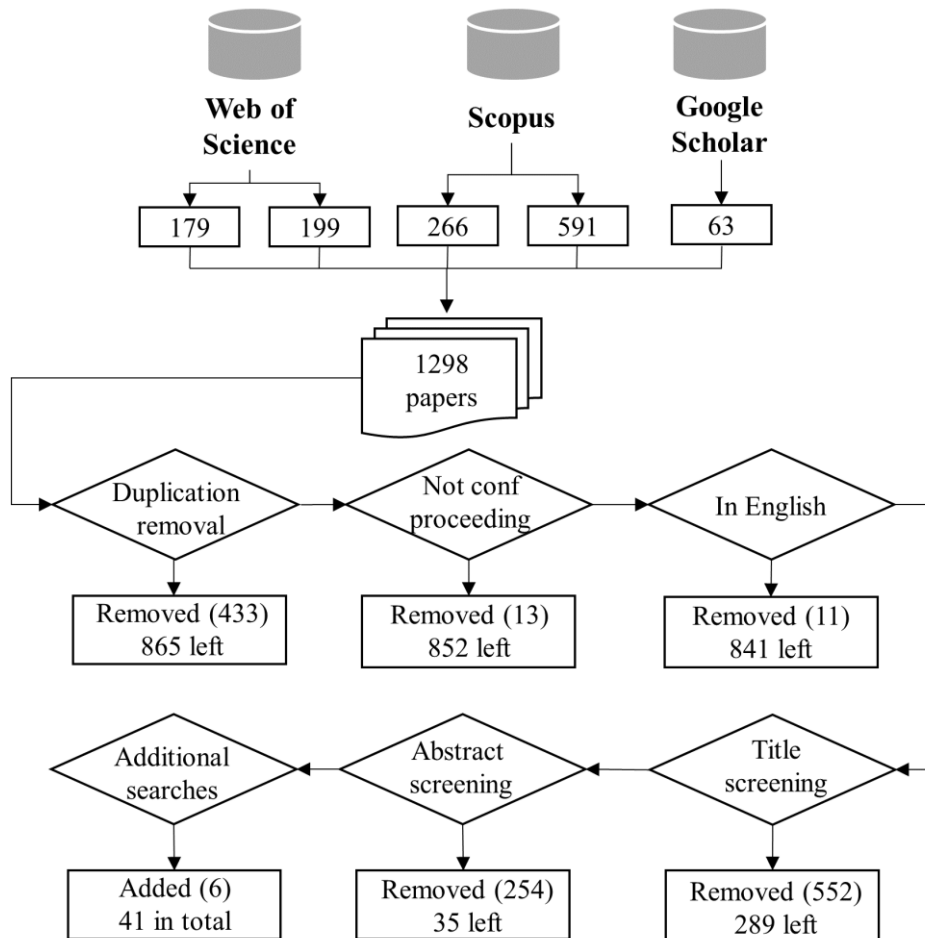 Web of
Science
Scopus
Google
Scholar
179
199
266
591
63
1298
papers
Duplication
removal
Not conf
proceeding
In English
Removed (433)
865 left
Removed (13)
852 left
Removed (11)
841 left
Additional
searches
Abstract
screening
Title
screening
Added (6)
41 in total
Removed (254)
35 left
Removed (552)
289 left